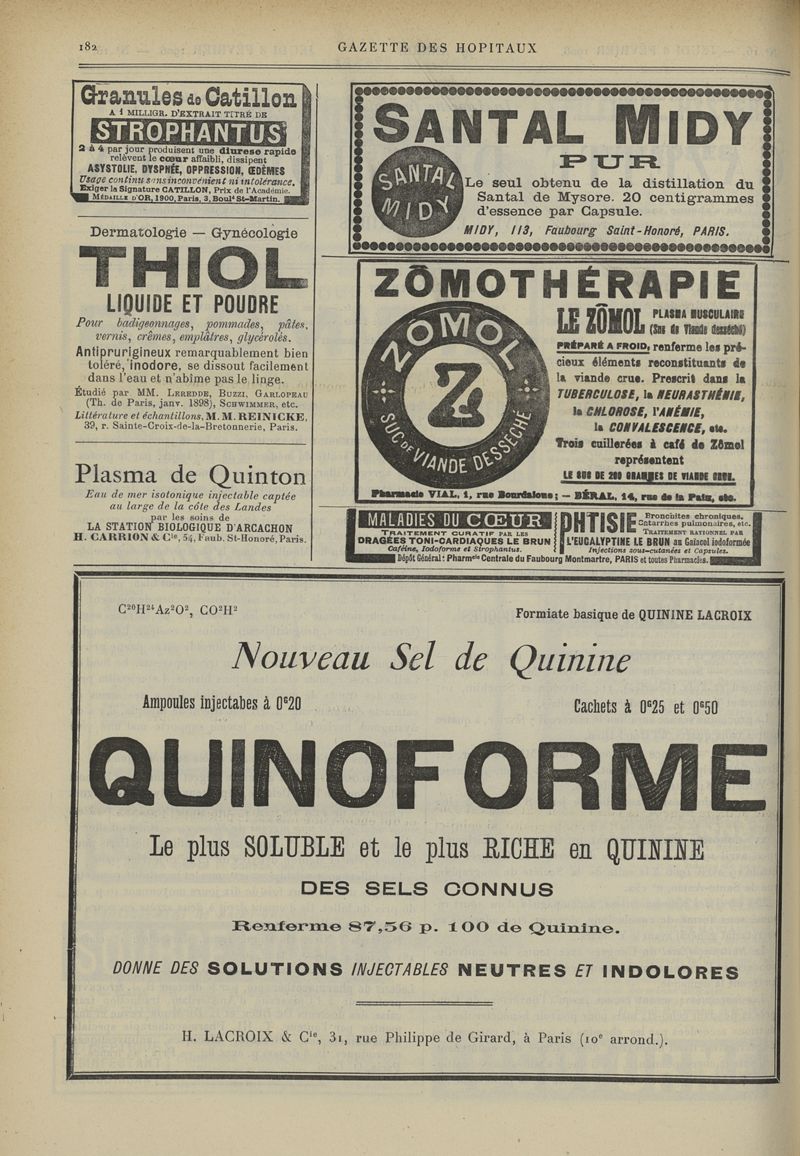 182
GAZETTE DES HOPITAUX
Granules de Catillon
A 1 MILLIGR. D'EXTRAIT TITRÉ DE
STROPHANTUS
2 à 4 par jour produisent une diurèse rapide
relèvent le cœur affaibli, dissipent
ASYSTOLIE, DYSPNÉE, OPPRESSION, ŒDÈMES
Usage continu sans inconvénient ni intolérance.
Exiger la Signature CATILLON, Prix de l'Académie.
MÉDAILLE D'OR, 1900, Paris, 3, Boulᵈ St-Martin.
Dermatologie — Gynécologie
THIOL
LIQUIDE ET POUDRE
Pour badigeonnages, pommades, pâtes,
vernis, crêmes, emplâtres, glycérolés.
Antiprurigineux remarquablement bien
toléré, inodore, se dissout facilement
dans l'eau et n'abîme pas le linge.
Étudié par MM. LEREDDE, BUZZI, GARLOPEAU
(Th. de Paris, janv. 1898), SCHWIMMER, etc.
Littérature et échantillons, M. M. REINICKE,
39, r. Sainte-Croix-de-la-Bretonnerie, Paris.
Plasma de Quinton
Eau de mer isotonique injectable captée
au large de la côte des Landes
par les soins de
LA STATION BIOLOGIQUE D'ARCACHON
H. CARRION & Cⁱᵉ, 54, Faub. St-Honoré, Paris.
SANTAL MIDY
PUR
SANTAL
MIDY
Le seul obtenu de la distillation du
Santal de Mysore. 20 centigrammes
d'essence par Capsule.
MIDY, 113, Faubourg Saint-Honoré, PARIS.
ZÔMOTHÉRAPIE
ZÔMOL
Z
SUC DE VIANDE DESSÉCHÉ
LE ZÔMOL PLASMA MUSCULAIRE
(Suc de Viande desséché)
PRÉPARÉ A FROID, renferme les pré-
cieux éléments reconstituants de
la viande crue. Prescrit dans la
TUBERCULOSE, la NEURASTHÉNIE,
la CHLOROSE, l'ANÉMIE,
la CONVALESCENCE, etc.
Trois cuillerées à café de Zômol
représentent
LE SUC DE 200 GRAMMES DE VIANDE CRUE.
Pharmacie VIAL, 1, rue Bourdaloue; — BÉRAL, 14, rue de la Paix, etc.
MALADIES DU CŒUR
TRAITEMENT CURATIF PAR LES
DRAGÉES TONI-CARDIAQUES LE BRUN
Caféine, Iodoforme et Strophantus.
PHTISIE Bronchites chroniques.
Catarrhes pulmonaires, etc.
TRAITEMENT RATIONNEL PAR
L'EUCALYPTINE LE BRUN au Gaïacol iodoformée
Injections sous-cutanées et Capsules.
Dépôt Général: Pharmᶜⁱᵉ Centrale du Faubourg Montmartre, PARIS et toutes Pharmacies.
C²⁰H²⁴Az²O², CO²H²
Formiate basique de QUININE LACROIX
Nouveau Sel de Quinine
Ampoules injectabes à 0ᵍ20
Cachets à 0ᵍ25 et 0ᵍ50
QUINOFORME
Le plus SOLUBLE et le plus RICHE en QUININE
DES SELS CONNUS
Renferme 87,56 p. 100 de Quinine.
DONNE DES SOLUTIONS INJECTABLES NEUTRES ET INDOLORES
H. LACROIX & Cⁱᵉ, 31, rue Philippe de Girard, à Paris (10ᵉ arrond.).